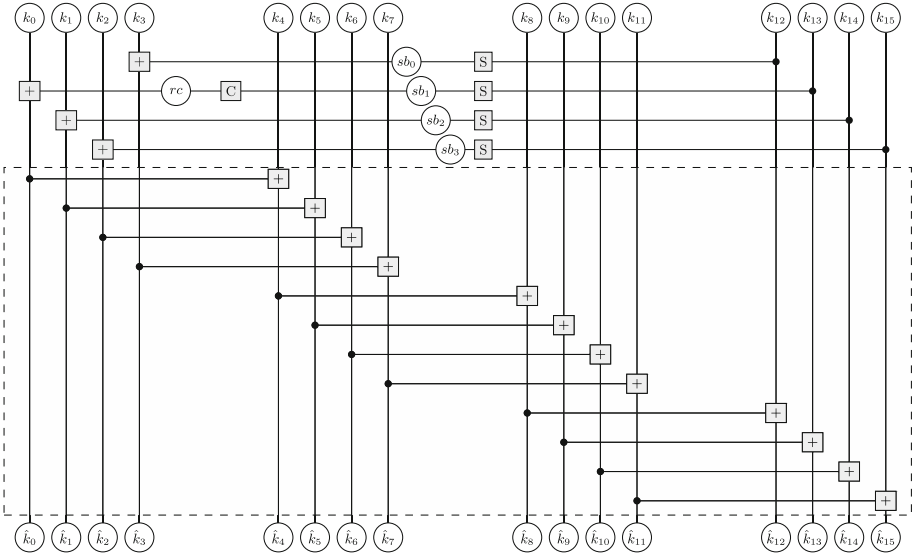 k₀ k₁ k₂ k₃ k₄ k₅ k₆ k₇ k₈ k₉ k₁₀ k₁₁ k₁₂ k₁₃ k₁₄ k₁₅
+ sb₀ S
+ rc C sb₁ S
+ sb₂ S
+ sb₃ S
+
+
+
+
+
+
+
+
+
+
+
+
k̂₀ k̂₁ k̂₂ k̂₃ k̂₄ k̂₅ k̂₆ k̂₇ k̂₈ k̂₉ k̂₁₀ k̂₁₁ k̂₁₂ k̂₁₃ k̂₁₄ k̂₁₅